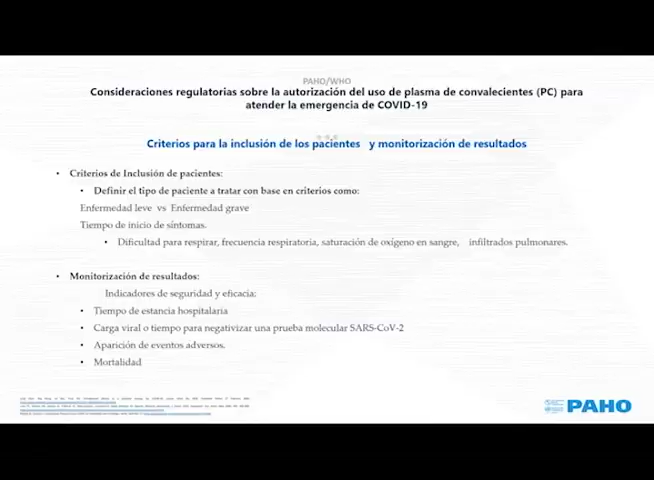 PAHO/WHO
Consideraciones regulatorias sobre la autorización del uso de plasma de convalecientes (PC) para
atender la emergencia de COVID-19
Criterios para la inclusión de los pacientes y monitorización de resultados
• Criterios de Inclusión de pacientes:
• Definir el tipo de paciente a tratar con base en criterios como:
Enfermedad leve vs Enfermedad grave
Tiempo de inicio de síntomas.
• Dificultad para respirar, frecuencia respiratoria, saturación de oxígeno en sangre, infiltrados pulmonares.
• Monitorización de resultados:
Indicadores de seguridad y eficacia:
• Tiempo de estancia hospitalaria
• Carga viral o tiempo para negativizar una prueba molecular SARS-CoV-2
• Aparición de eventos adversos.
• Mortalidad
PAHO